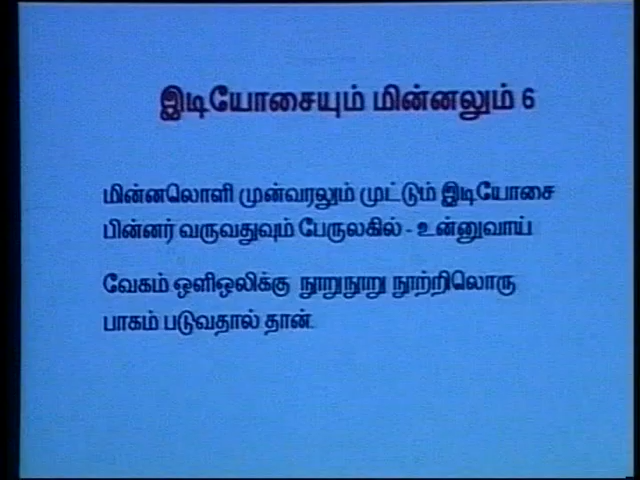 இடியோசையும் மின்னலும் 6
மின்னலொளி முன்வரலும் முட்டும் இடியோசை
பின்னர் வருவதுவும் பேருலகில் - உன்னுவாய்
வேகம் ஒளிஒலிக்கு நூறுநூறு நூற்றிலொரு
பாகம் படுவதால் தான்.